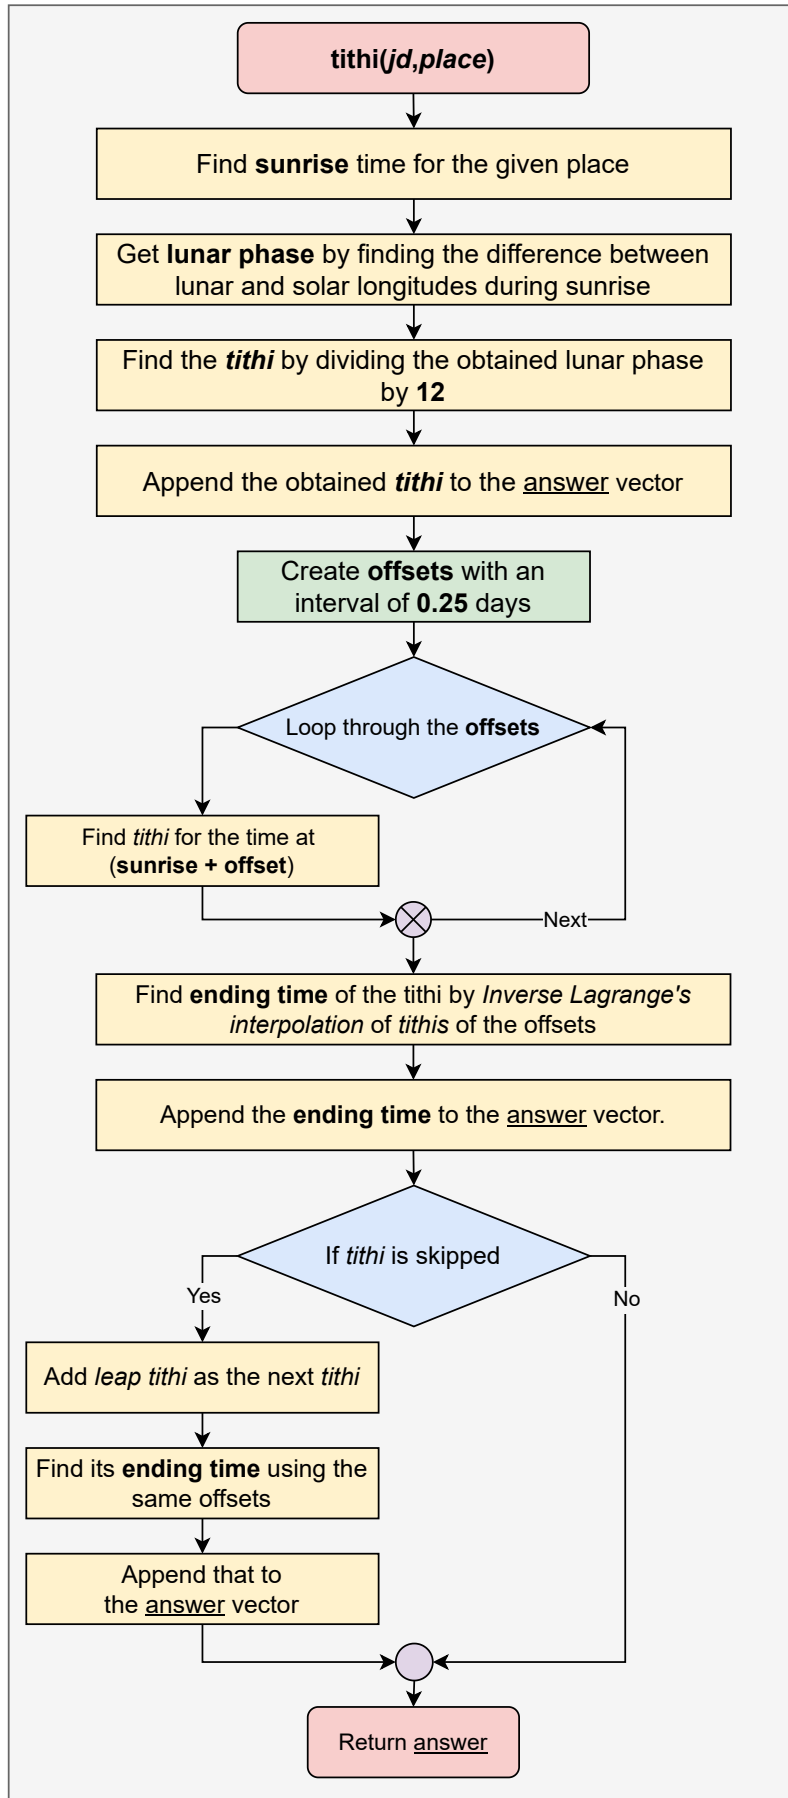 tithi(jd,place)
Find sunrise time for the given place
Get lunar phase by finding the difference between
lunar and solar longitudes during sunrise
Find the tithi by dividing the obtained lunar phase
by 12
Append the obtained tithi to the answer vector
Create offsets with an
interval of 0.25 days
Loop through the offsets
Find tithi for the time at
(sunrise + offset)
Next
Find ending time of the tithi by Inverse Lagrange's
interpolation of tithis of the offsets
Append the ending time to the answer vector.
If tithi is skipped
Yes
No
Add leap tithi as the next tithi
Find its ending time using the
same offsets
Append that to
the answer vector
Return answer